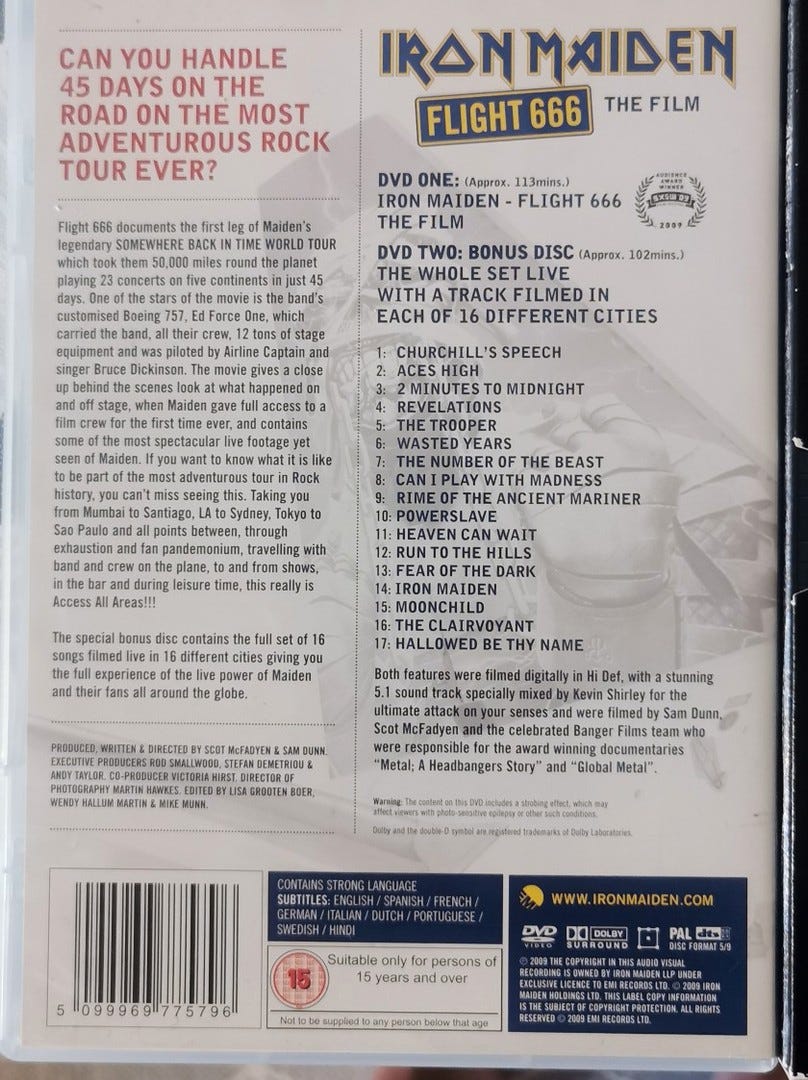 CAN YOU HANDLE
45 DAYS ON THE
ROAD ON THE MOST
ADVENTUROUS ROCK
TOUR EVER?
Flight 666 documents the first leg of Maiden's
legendary SOMEWHERE BACK IN TIME WORLD TOUR
which took them 50,000 miles round the planet
playing 23 concerts on five continents in just 45
days. One of the stars of the movie is the band's
customised Boeing 757, Ed Force One, which
carried the band, all their crew, 12 tons of stage
equipment and was piloted by Airline Captain and
singer Bruce Dickinson. The movie gives a close
up behind the scenes look at what happened on
and off stage, when Maiden gave full access to a
film crew for the first time ever, and contains
some of the most spectacular live footage yet
seen of Maiden. If you want to know what it is like
to be part of the most adventurous tour in Rock
history, you can't miss seeing this. Taking you
from Mumbai to Santiago, LA to Sydney, Tokyo to
Sao Paulo and all points between, through
exhaustion and fan pandemonium, travelling with
band and crew on the plane, to and from shows,
in the bar and during leisure time, this really is
Access All Areas!!!
The special bonus disc contains the full set of 16
songs filmed live in 16 different cities giving you
the full experience of the live power of Maiden
and their fans all around the globe.
PRODUCED, WRITTEN & DIRECTED BY SCOT McFADYEN & SAM DUNN.
EXECUTIVE PRODUCERS ROD SMALLWOOD, STEFAN DEMETRIOU &
ANDY TAYLOR. CO-PRODUCER VICTORIA HIRST. DIRECTOR OF
PHOTOGRAPHY MARTIN HAWKES. EDITED BY LISA GROOTEN BOER,
WENDY HALLUM MARTIN & MIKE MUNN.
IRON MAIDEN
FLIGHT 666 THE FILM
DVD ONE: (Approx. 113mins.)
IRON MAIDEN - FLIGHT 666
THE FILM
AUDIENCE
AWARD
WINNER
SXSW 09
2009
DVD TWO: BONUS DISC (Approx. 102mins.)
THE WHOLE SET LIVE
WITH A TRACK FILMED IN
EACH OF 16 DIFFERENT CITIES
1: CHURCHILL'S SPEECH
2: ACES HIGH
3: 2 MINUTES TO MIDNIGHT
4: REVELATIONS
5: THE TROOPER
6: WASTED YEARS
7: THE NUMBER OF THE BEAST
8: CAN I PLAY WITH MADNESS
9: RIME OF THE ANCIENT MARINER
10: POWERSLAVE
11: HEAVEN CAN WAIT
12: RUN TO THE HILLS
13: FEAR OF THE DARK
14: IRON MAIDEN
15: MOONCHILD
16: THE CLAIRVOYANT
17: HALLOWED BE THY NAME
Both features were filmed digitally in Hi Def, with a stunning
5.1 sound track specially mixed by Kevin Shirley for the
ultimate attack on your senses and were filmed by Sam Dunn,
Scot McFadyen and the celebrated Banger Films team who
were responsible for the award winning documentaries
"Metal; A Headbangers Story" and "Global Metal".
Warning: The content on this DVD includes a strobing effect, which may
affect viewers with photo-sensitive epilepsy or other such conditions.
Dolby and the double-D symbol are registered trademarks of Dolby Laboratories.
5 099969 775796
CONTAINS STRONG LANGUAGE
SUBTITLES: ENGLISH / SPANISH / FRENCH /
GERMAN / ITALIAN / DUTCH / PORTUGUESE /
SWEDISH / HINDI
15
Suitable only for persons of
15 years and over
Not to be supplied to any person below that age
WWW.IRONMAIDEN.COM
DVD VIDEO DOLBY SURROUND PAL dts
DISC FORMAT 5/9
℗ 2009 THE COPYRIGHT IN THIS AUDIO VISUAL
RECORDING IS OWNED BY IRON MAIDEN LLP UNDER
EXCLUSIVE LICENCE TO EMI RECORDS LTD. © 2009 IRON
MAIDEN HOLDINGS LTD. THIS LABEL COPY INFORMATION
IS THE SUBJECT OF COPYRIGHT PROTECTION. ALL RIGHTS
RESERVED © 2009 EMI RECORDS LTD.